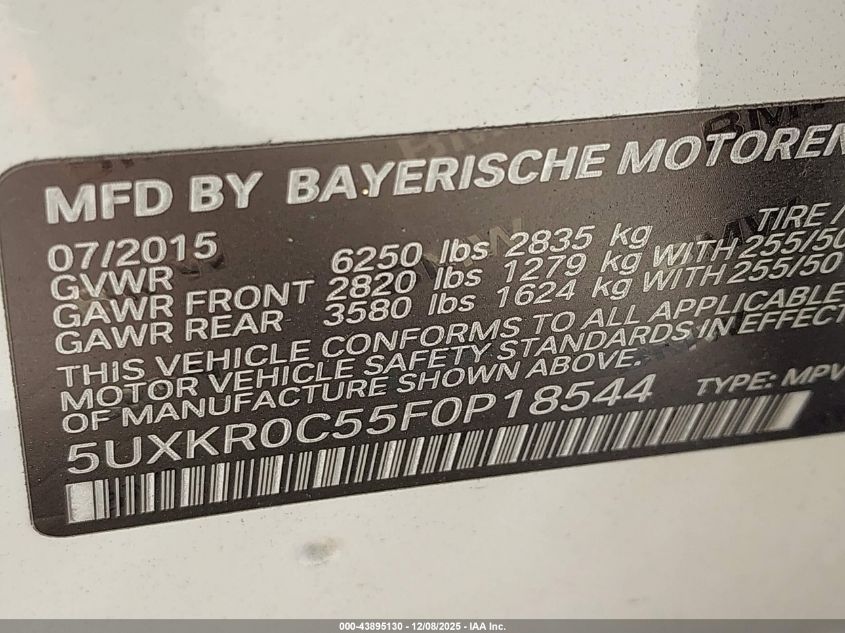 MFD BY BAYERISCHE MOTOREN
07/2015
GVWR 6250 lbs 2835 kg TIRE /
GAWR FRONT 2820 lbs 1279 kg WITH 255/50
GAWR REAR 3580 lbs 1624 kg WITH 255/50
THIS VEHICLE CONFORMS TO ALL APPLICABLE
MOTOR VEHICLE SAFETY STANDARDS IN EFFECT
OF MANUFACTURE SHOWN ABOVE.
5UXKR0C55F0P18544 TYPE: MPV
000-43895130 - 12/08/2025 - IAA Inc.